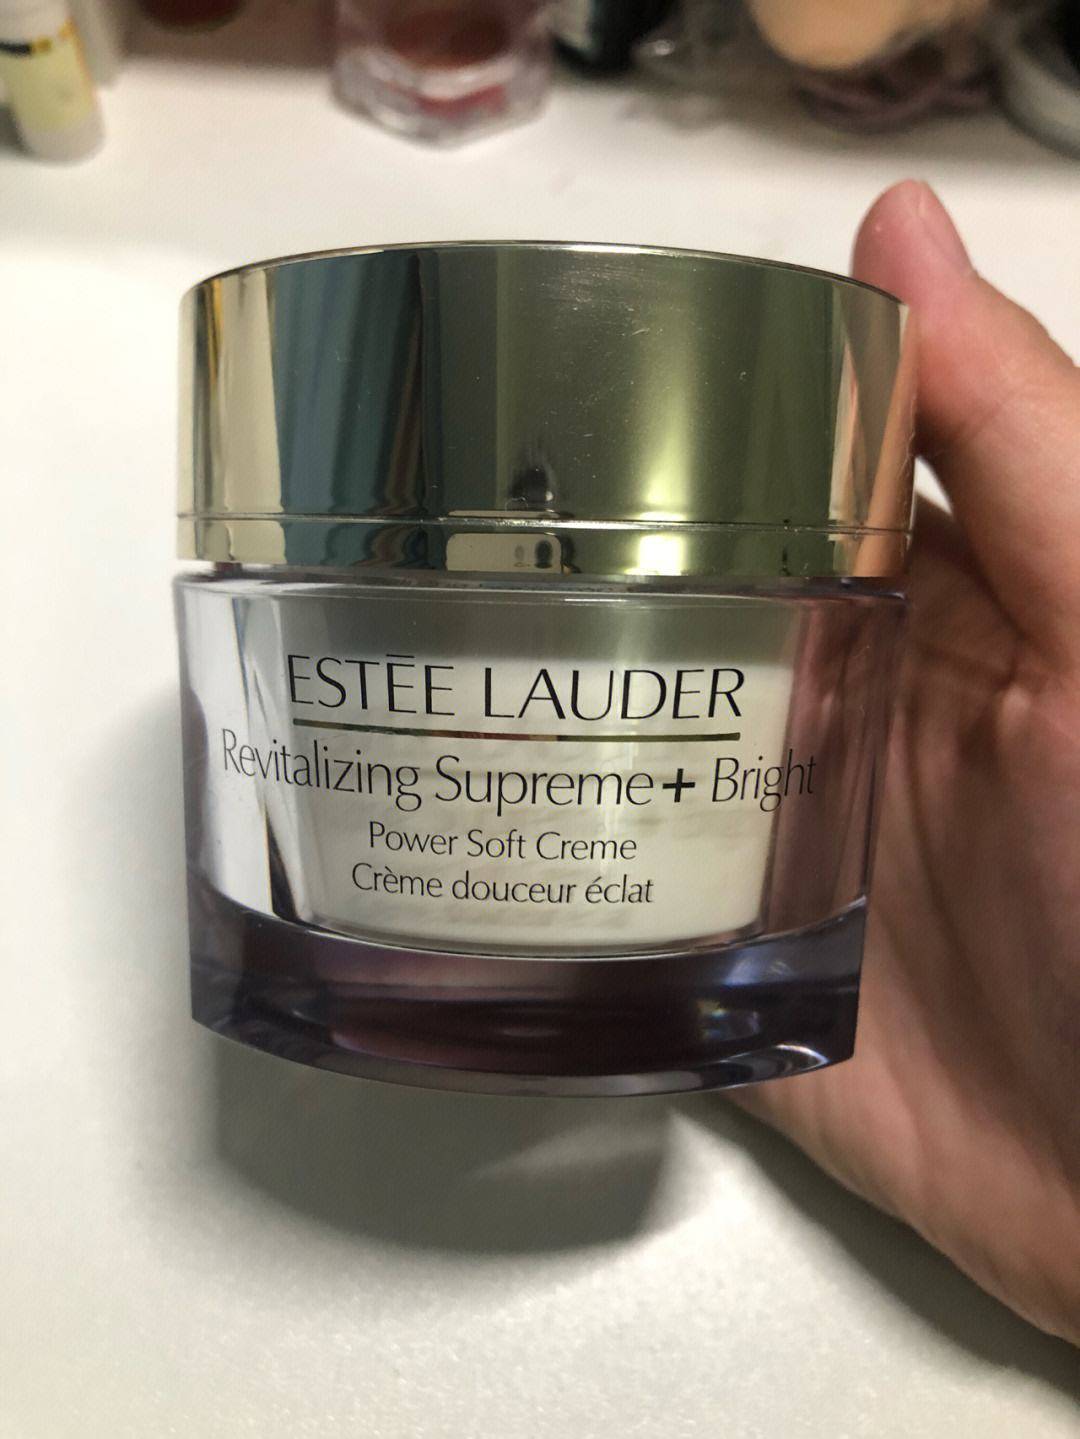 ESTĒE LAUDER
Revitalizing Supreme+ Bright
Power Soft Creme
Crème douceur éclat